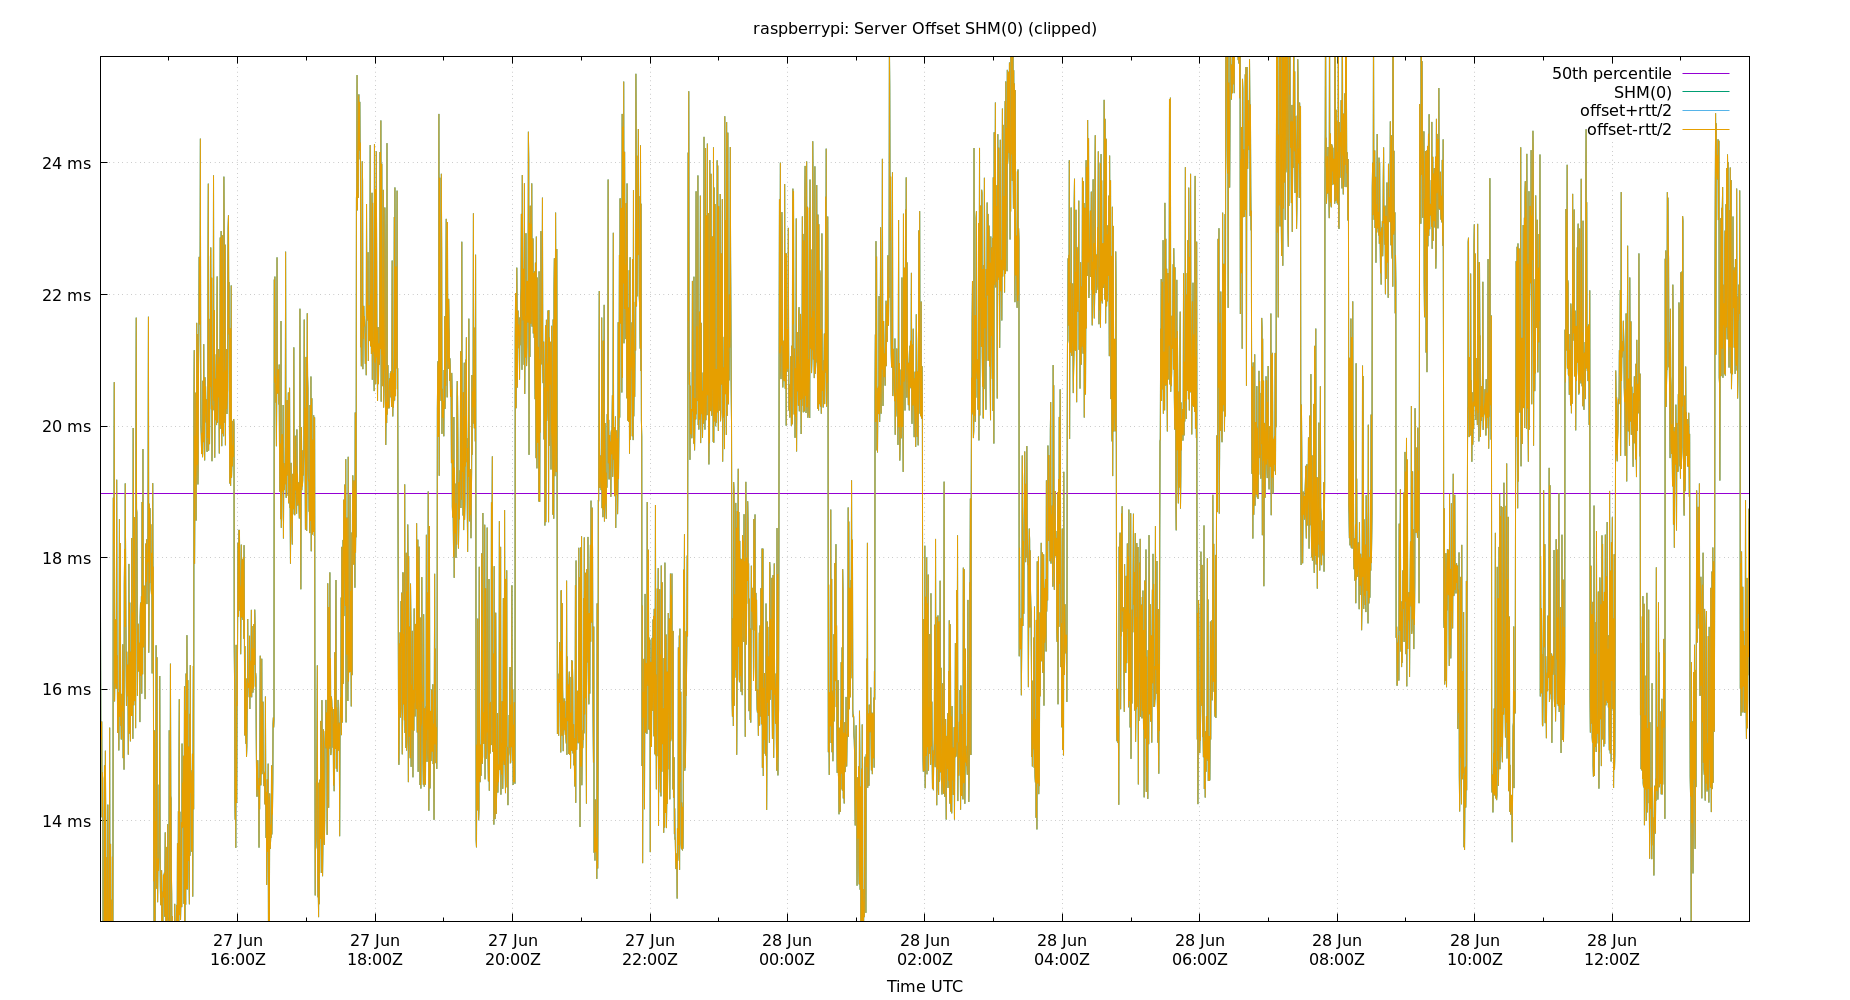 raspberrypi: Server Offset SHM(0) (clipped)
50th percentile
SHM(0)
offset+rtt/2
offset-rtt/2
24 ms
22 ms
20 ms
18 ms
16 ms
14 ms
27 Jun 27 Jun 27 Jun 27 Jun 28 Jun 28 Jun 28 Jun 28 Jun 28 Jun 28 Jun 28 Jun
16:00Z 18:00Z 20:00Z 22:00Z 00:00Z 02:00Z 04:00Z 06:00Z 08:00Z 10:00Z 12:00Z
Time UTC